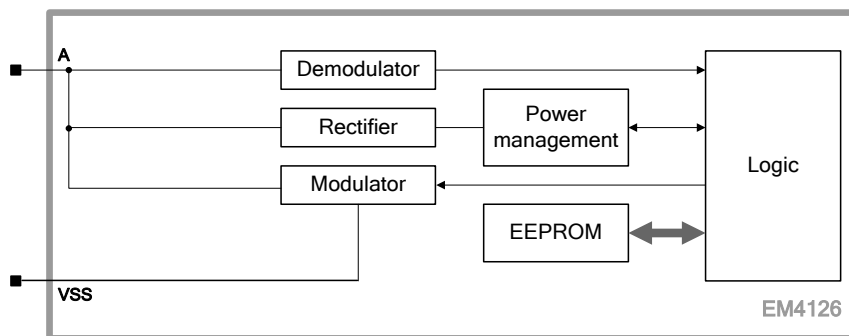 A
Demodulator
Rectifier
Power
management
Modulator
Logic
EEPROM
VSS
EM4126